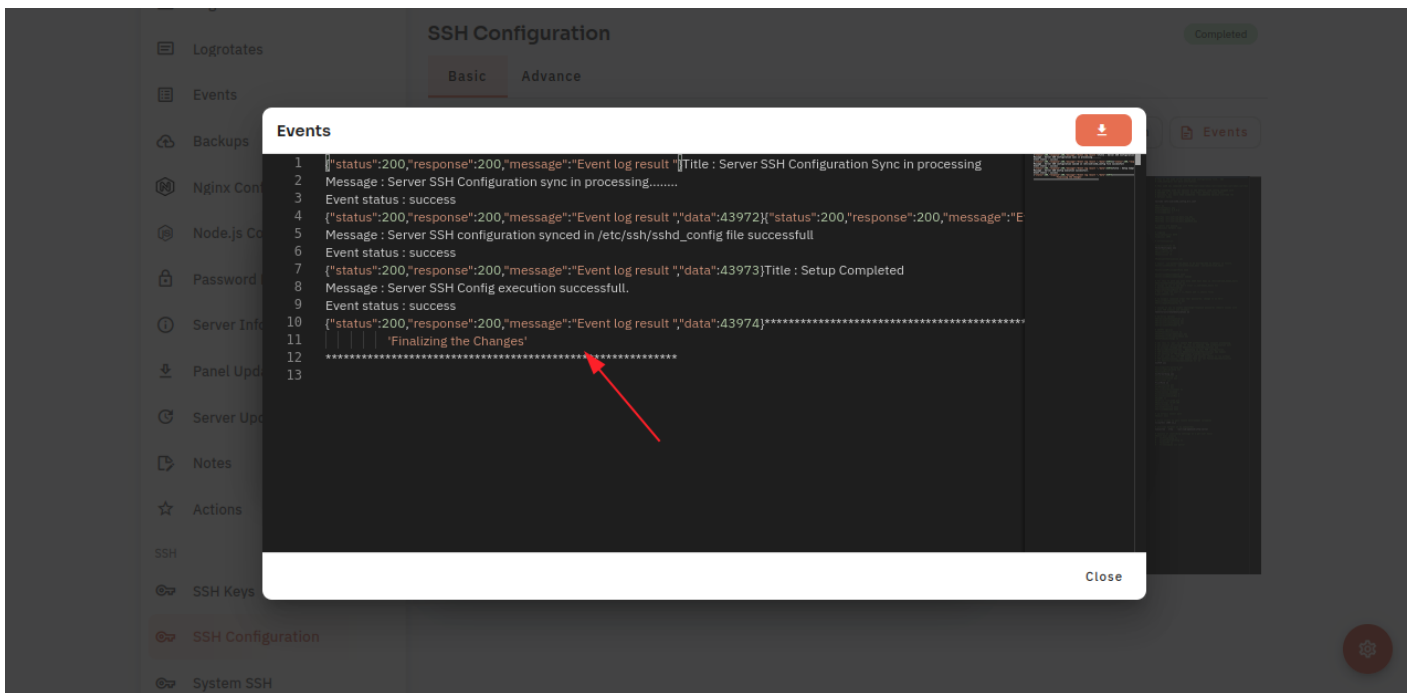 Logrotates
Events
Backups
Nginx Con
Node.js Co
Password
Server Info
Panel Upda
Server Upd
Notes
Actions
SSH
SSH Keys
SSH Configuration
System SSH
SSH Configuration
Completed
Basic
Advance
Events
Events
1 {"status":200,"response":200,"message":"Event log result "}Title : Server SSH Configuration Sync in processing
2 Message : Server SSH Configuration sync in processing........
3 Event status : success
4 {"status":200,"response":200,"message":"Event log result ","data":43972}{"status":200,"response":200,"message":"E
5 Message : Server SSH configuration synced in /etc/ssh/sshd_config file successfull
6 Event status : success
7 {"status":200,"response":200,"message":"Event log result ","data":43973}Title : Setup Completed
8 Message : Server SSH Config execution successfull.
9 Event status : success
10 {"status":200,"response":200,"message":"Event log result ","data":43974}********************************************
11 'Finalizing the Changes'
12 ***********************************************************
13
Close